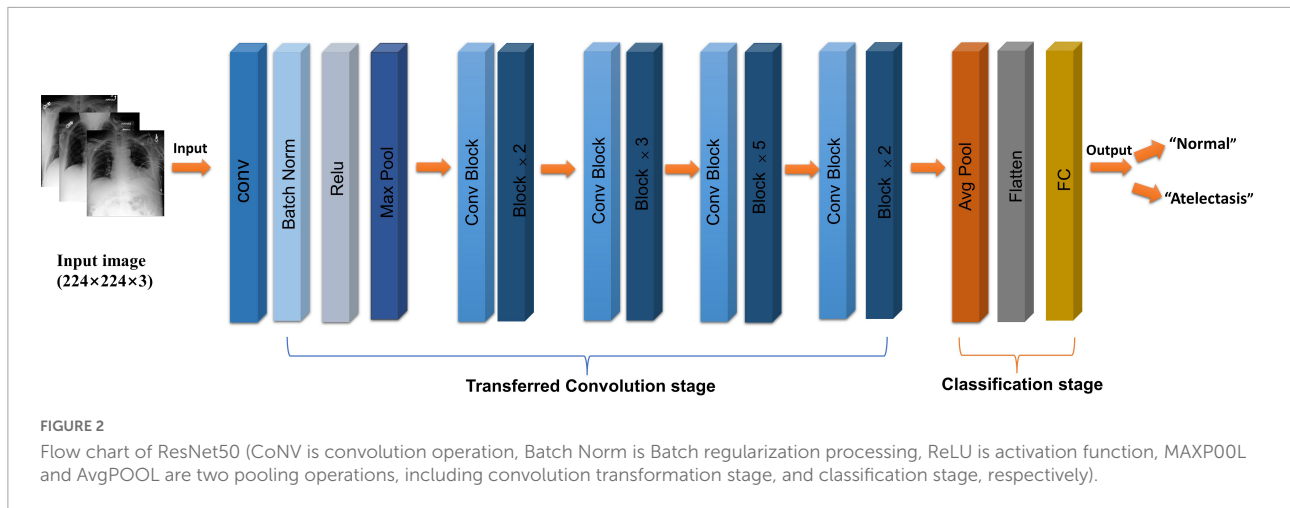 Input
Input image
(224×224×3)
conv
Batch Norm
Relu
Max Pool
Conv Block
Block × 2
Conv Block
Block × 3
Conv Block
Block × 5
Conv Block
Block × 2
Avg Pool
Flatten
FC
Output
“Normal”
“Atelectasis”
Transferred Convolution stage
Classification stage
FIGURE 2
Flow chart of ResNet50 (CoNV is convolution operation, Batch Norm is Batch regularization processing, ReLU is activation function, MAXP00L
and AvgPOOL are two pooling operations, including convolution transformation stage, and classification stage, respectively).